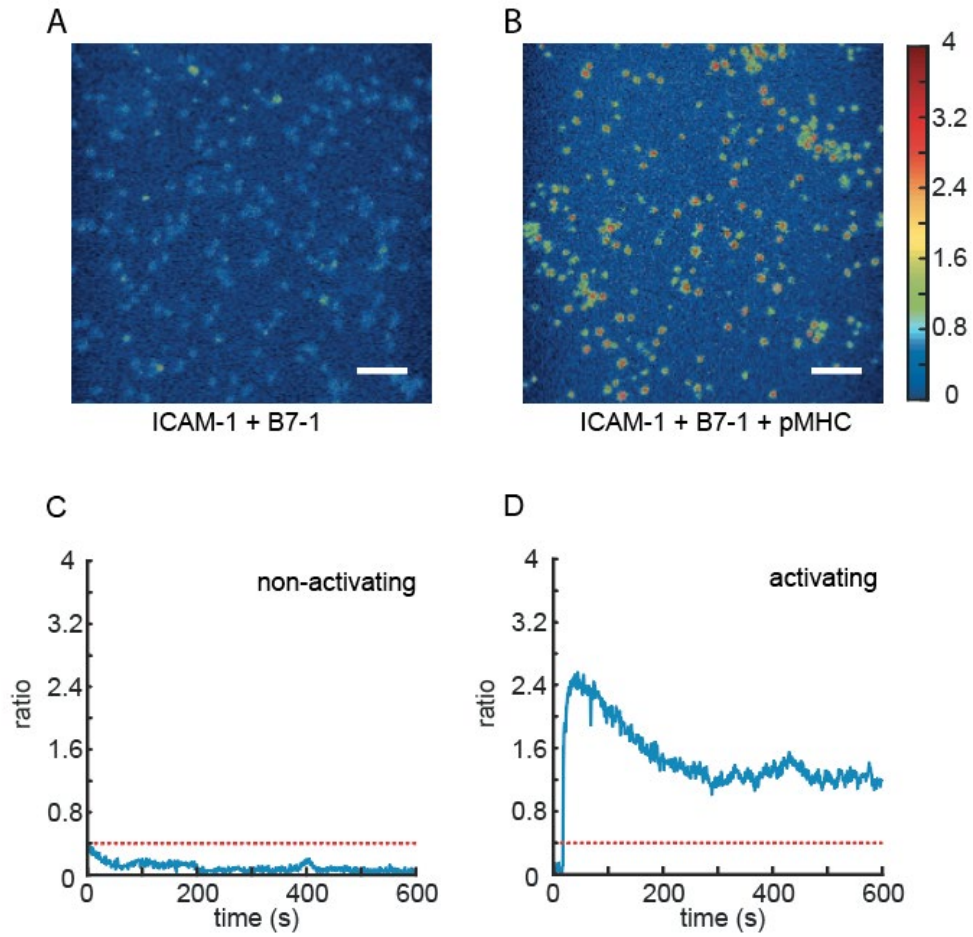 A
B
4
3.2
2.4
1.6
0.8
0
ICAM-1 + B7-1
ICAM-1 + B7-1 + pMHC
C
D
non-activating
activating
4
3.2
2.4
1.6
0.8
0
ratio
0
200
400
600
time (s)
4
3.2
2.4
1.6
0.8
0
ratio
0
200
400
600
time (s)